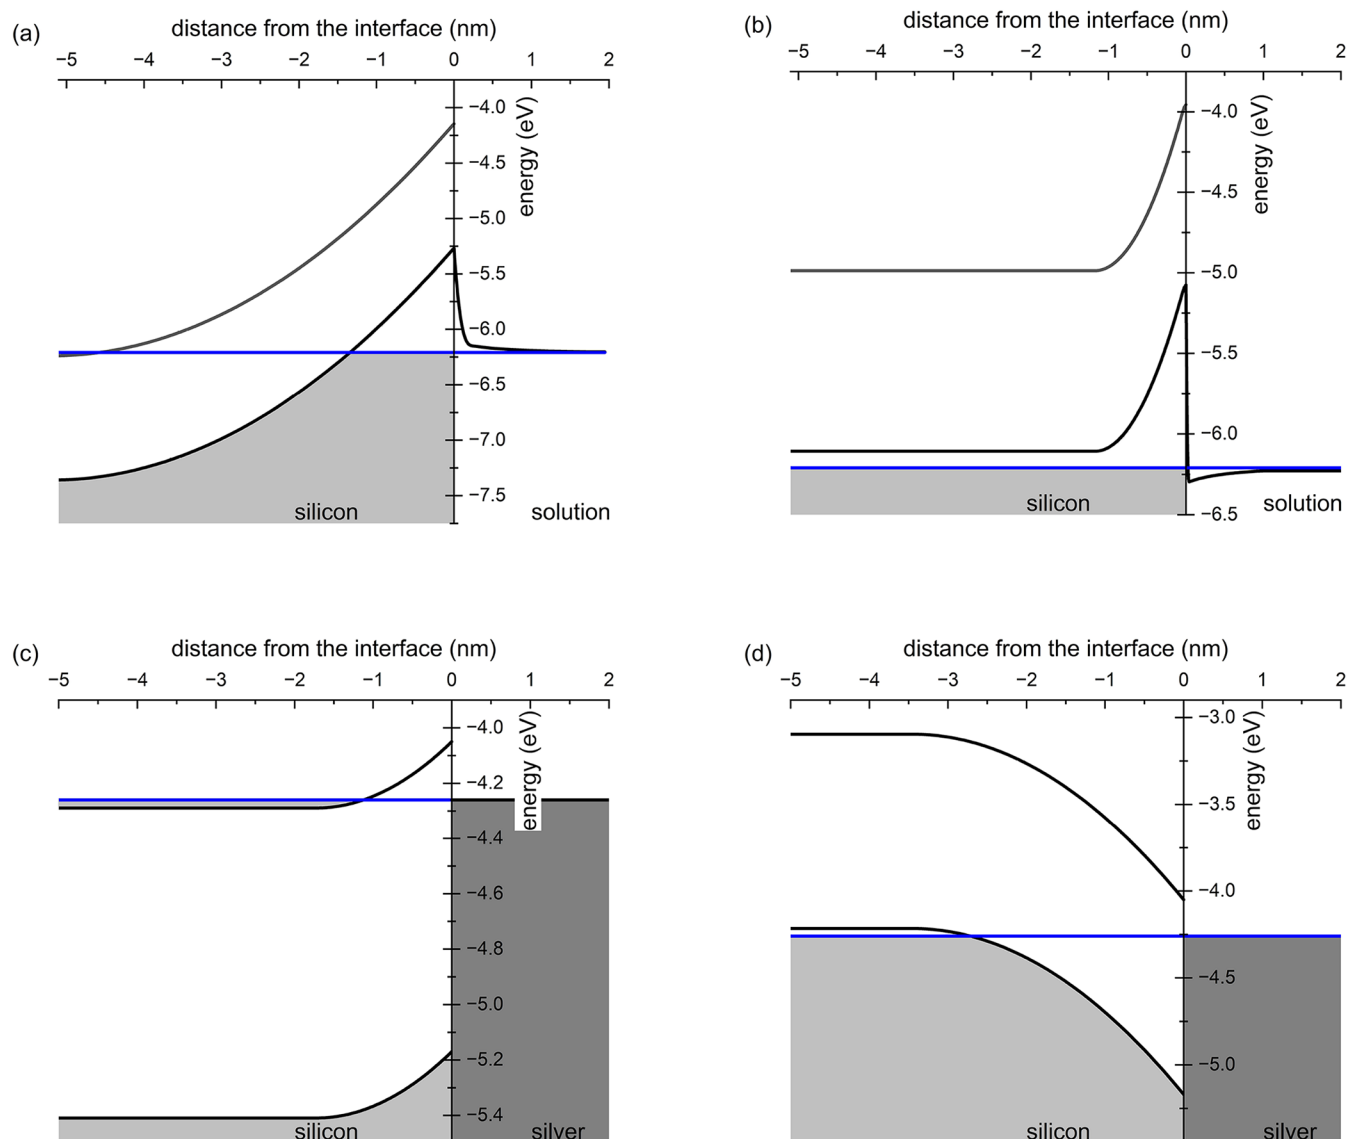 (a)
distance from the interface (nm)
−5 −4 −3 −2 −1 0 1 2
energy (eV)
−4.0
−4.5
−5.0
−5.5
−6.0
−6.5
−7.0
−7.5
silicon solution
(b)
distance from the interface (nm)
−5 −4 −3 −2 −1 0 1 2
energy (eV)
−4.0
−4.5
−5.0
−5.5
−6.0
−6.5
silicon solution
(c)
distance from the interface (nm)
−5 −4 −3 −2 −1 0 1 2
energy (eV)
−4.0
−4.2
−4.4
−4.6
−4.8
−5.0
−5.2
−5.4
silicon silver
(d)
distance from the interface (nm)
−5 −4 −3 −2 −1 0 1 2
energy (eV)
−3.0
−3.5
−4.0
−4.5
−5.0
silicon silver